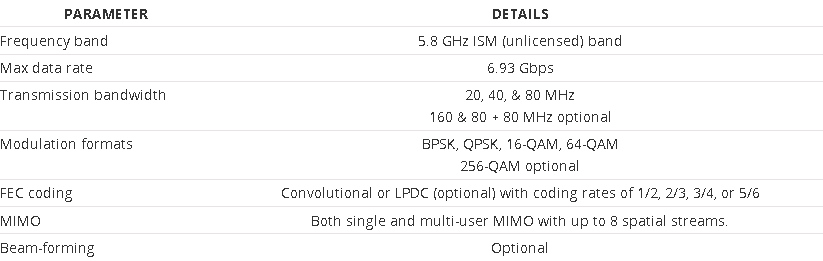 PARAMETER DETAILS
Frequency band 5.8 GHz ISM (unlicensed) band
Max data rate 6.93 Gbps
Transmission bandwidth 20, 40, & 80 MHz
160 & 80 + 80 MHz optional
Modulation formats BPSK, QPSK, 16-QAM, 64-QAM
256-QAM optional
FEC coding Convolutional or LPDC (optional) with coding rates of 1/2, 2/3, 3/4, or 5/6
MIMO Both single and multi-user MIMO with up to 8 spatial streams.
Beam-forming Optional